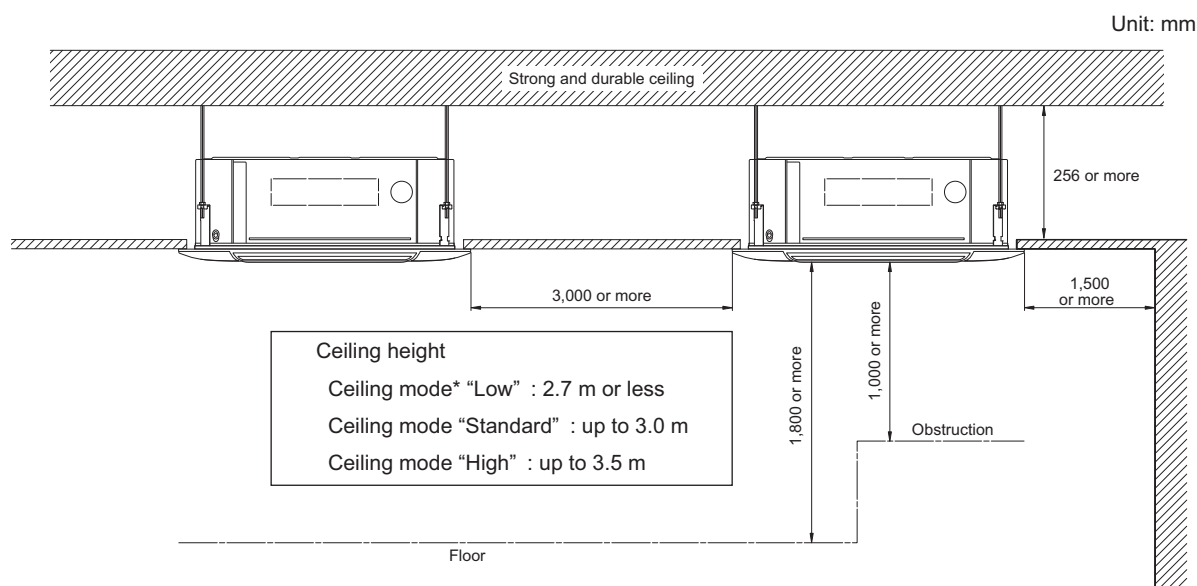 Unit: mm
Strong and durable ceiling
256 or more
3,000 or more
1,500
or more
1,800 or more
1,000 or more
Ceiling height
Ceiling mode* “Low” : 2.7 m or less
Ceiling mode “Standard” : up to 3.0 m
Ceiling mode “High” : up to 3.5 m
Obstruction
Floor